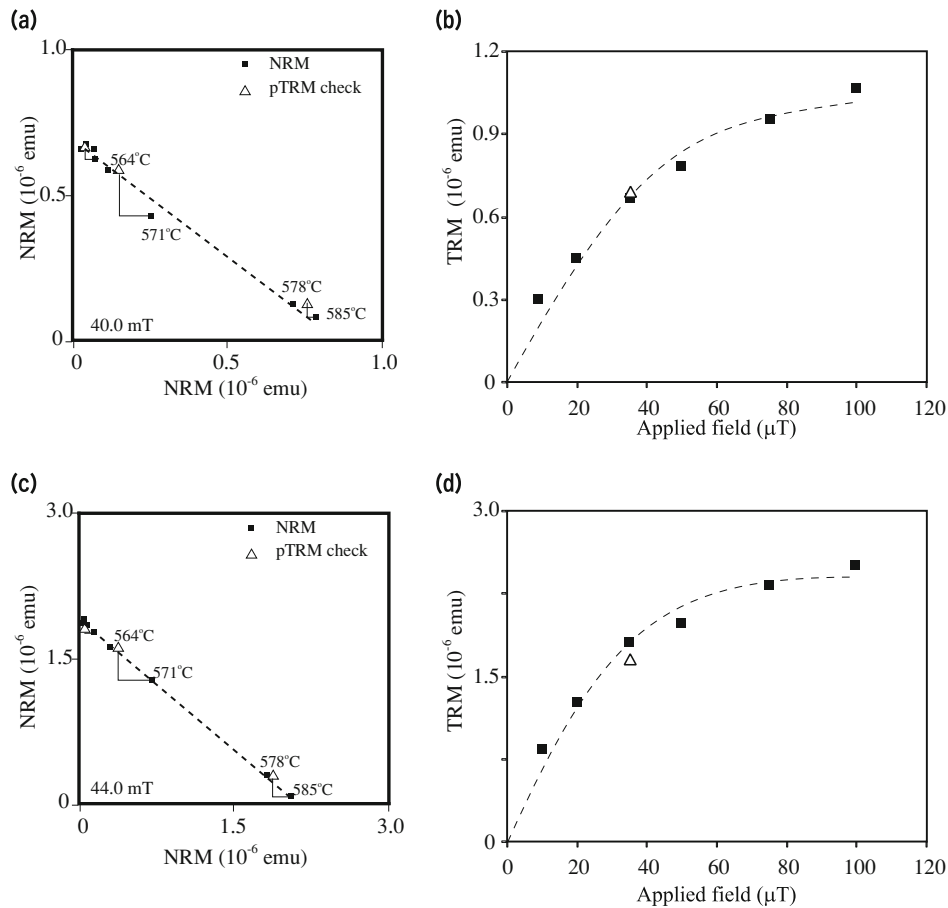 (a)
1.0
0.5
0
NRM (10⁻⁶ emu)
NRM
pTRM check
564°C
571°C
578°C
585°C
40.0 mT
0
0.5
1.0
NRM (10⁻⁶ emu)
(b)
1.2
0.9
0.6
0.3
0
TRM (10⁻⁶ emu)
0
20
40
60
80
100
120
Applied field (μT)
(c)
3.0
1.5
0
NRM (10⁻⁶ emu)
NRM
pTRM check
564°C
571°C
578°C
585°C
44.0 mT
0
1.5
3.0
NRM (10⁻⁶ emu)
(d)
3.0
1.5
0
TRM (10⁻⁶ emu)
0
20
40
60
80
100
120
Applied field (μT)